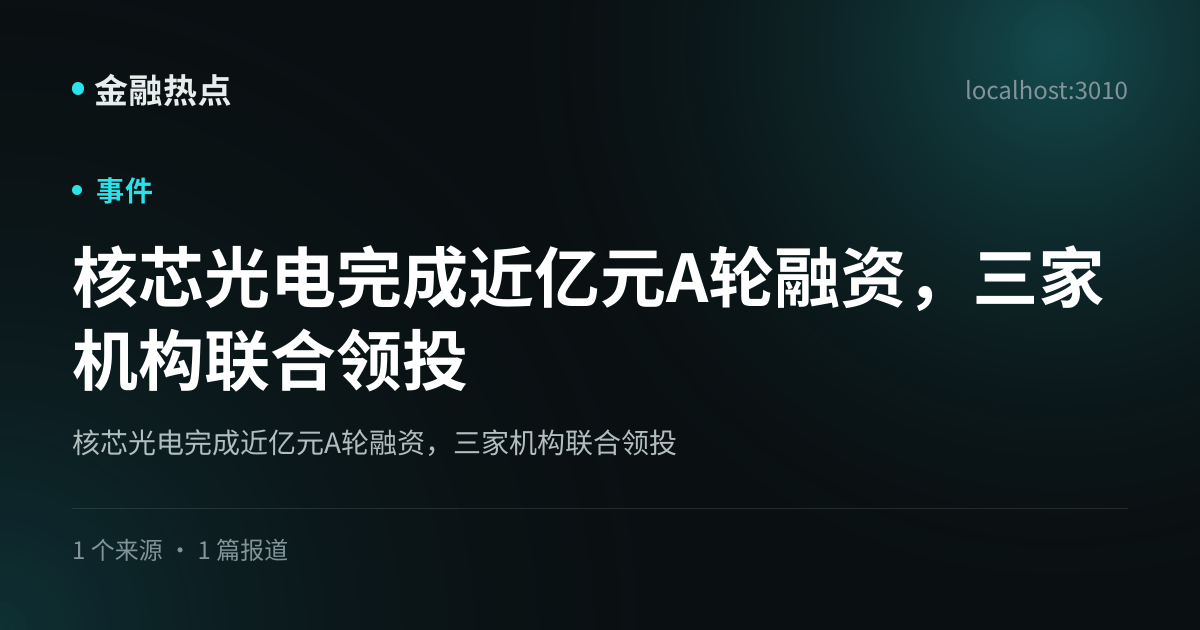 金融热点
localhost:3010
事件
核芯光电完成近亿元A轮融资，三家
机构联合领投
核芯光电完成近亿元A轮融资，三家机构联合领投
1 个来源 · 1 篇报道